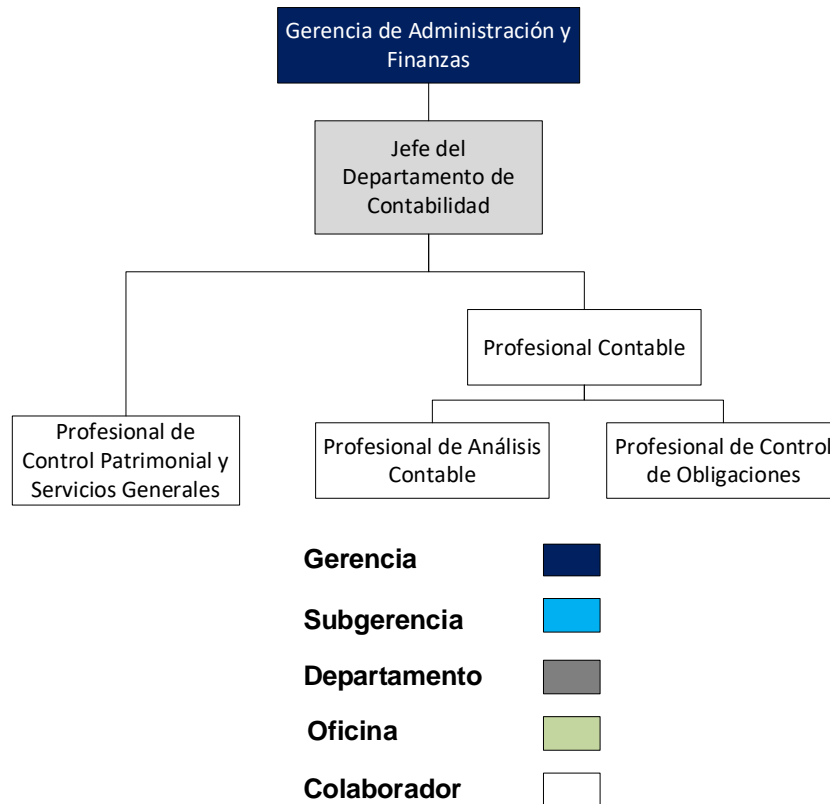 Gerencia de Administración y
Finanzas
Jefe del
Departamento de
Contabilidad
Profesional Contable
Profesional de
Control Patrimonial y
Servicios Generales
Profesional de Análisis
Contable
Profesional de Control
de Obligaciones
Gerencia
Subgerencia
Departamento
Oficina
Colaborador